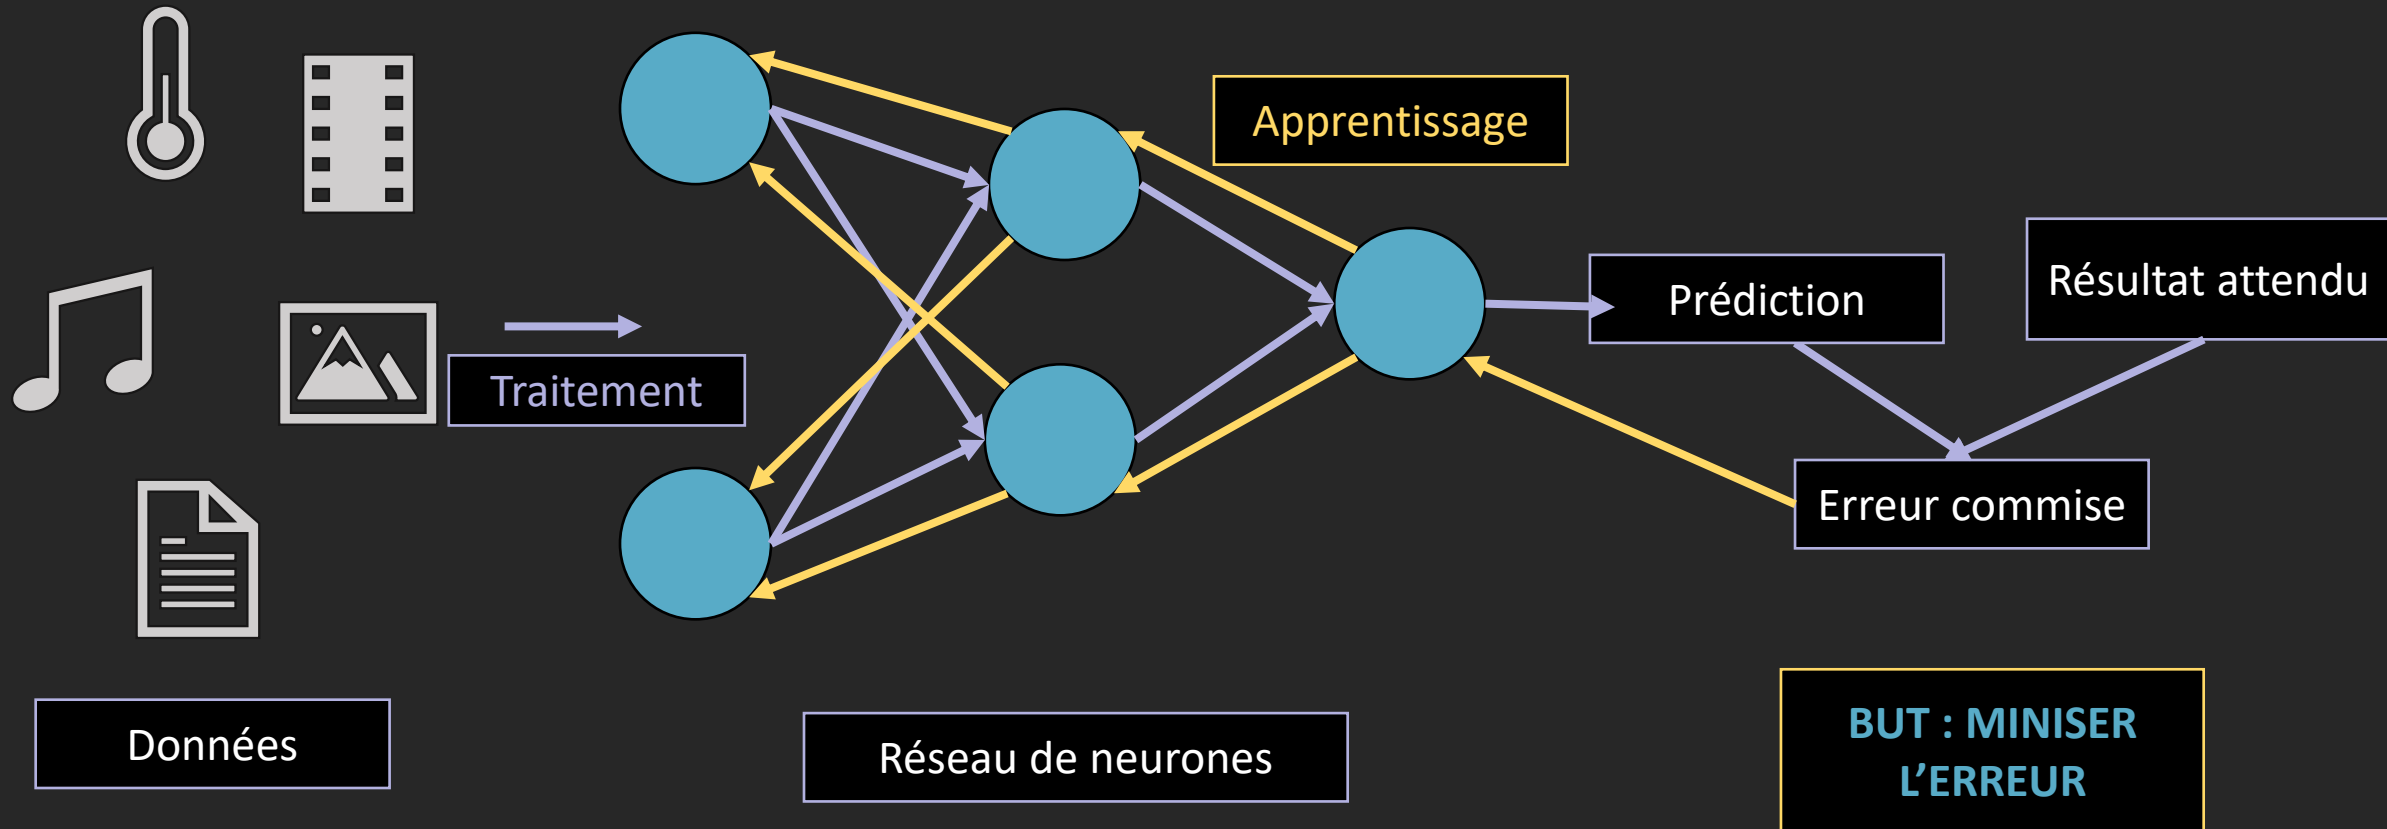 Apprentissage
Résultat attendu
Prédiction
Traitement
Erreur commise
Données
Réseau de neurones
BUT : MINISER
L’ERREUR